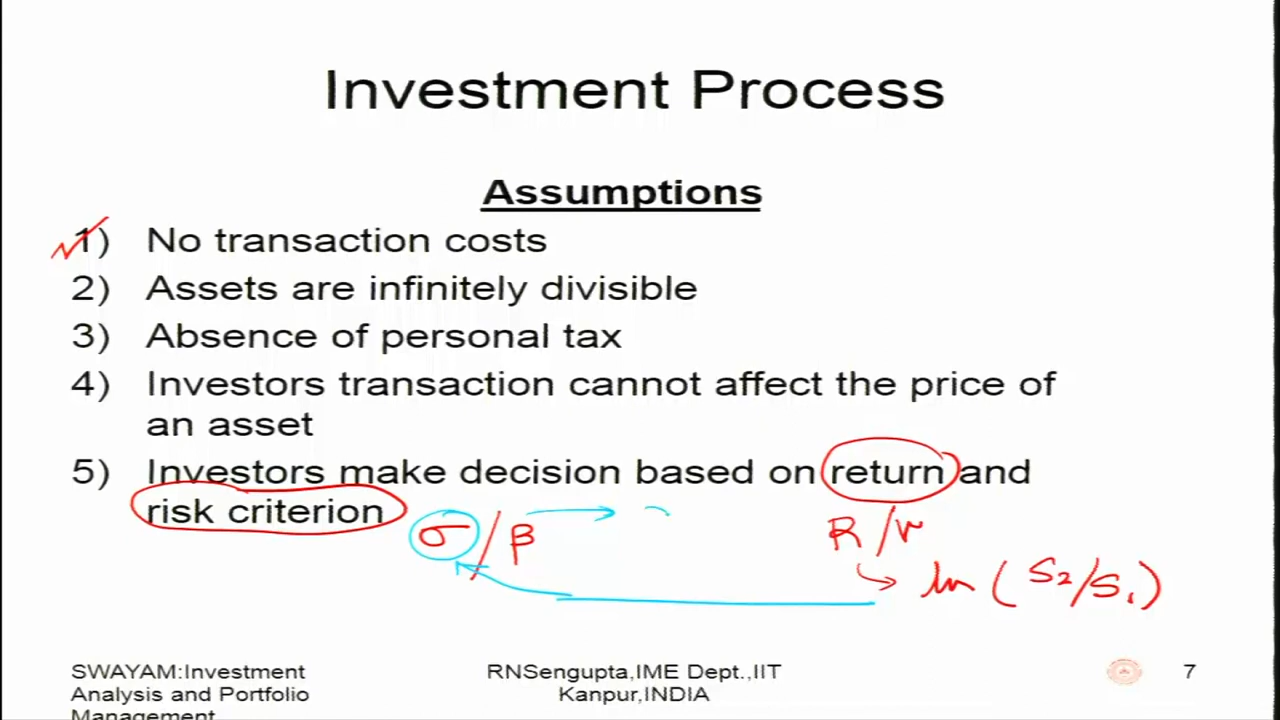 Investment Process
Assumptions
1) No transaction costs
2) Assets are infinitely divisible
3) Absence of personal tax
4) Investors transaction cannot affect the price of
an asset
5) Investors make decision based on return and
risk criterion
σ/β
R/r
ln (S2/S1)
SWAYAM:Investment
Analysis and Portfolio
Management
RNSengupta,IME Dept.,IIT
Kanpur,INDIA
7